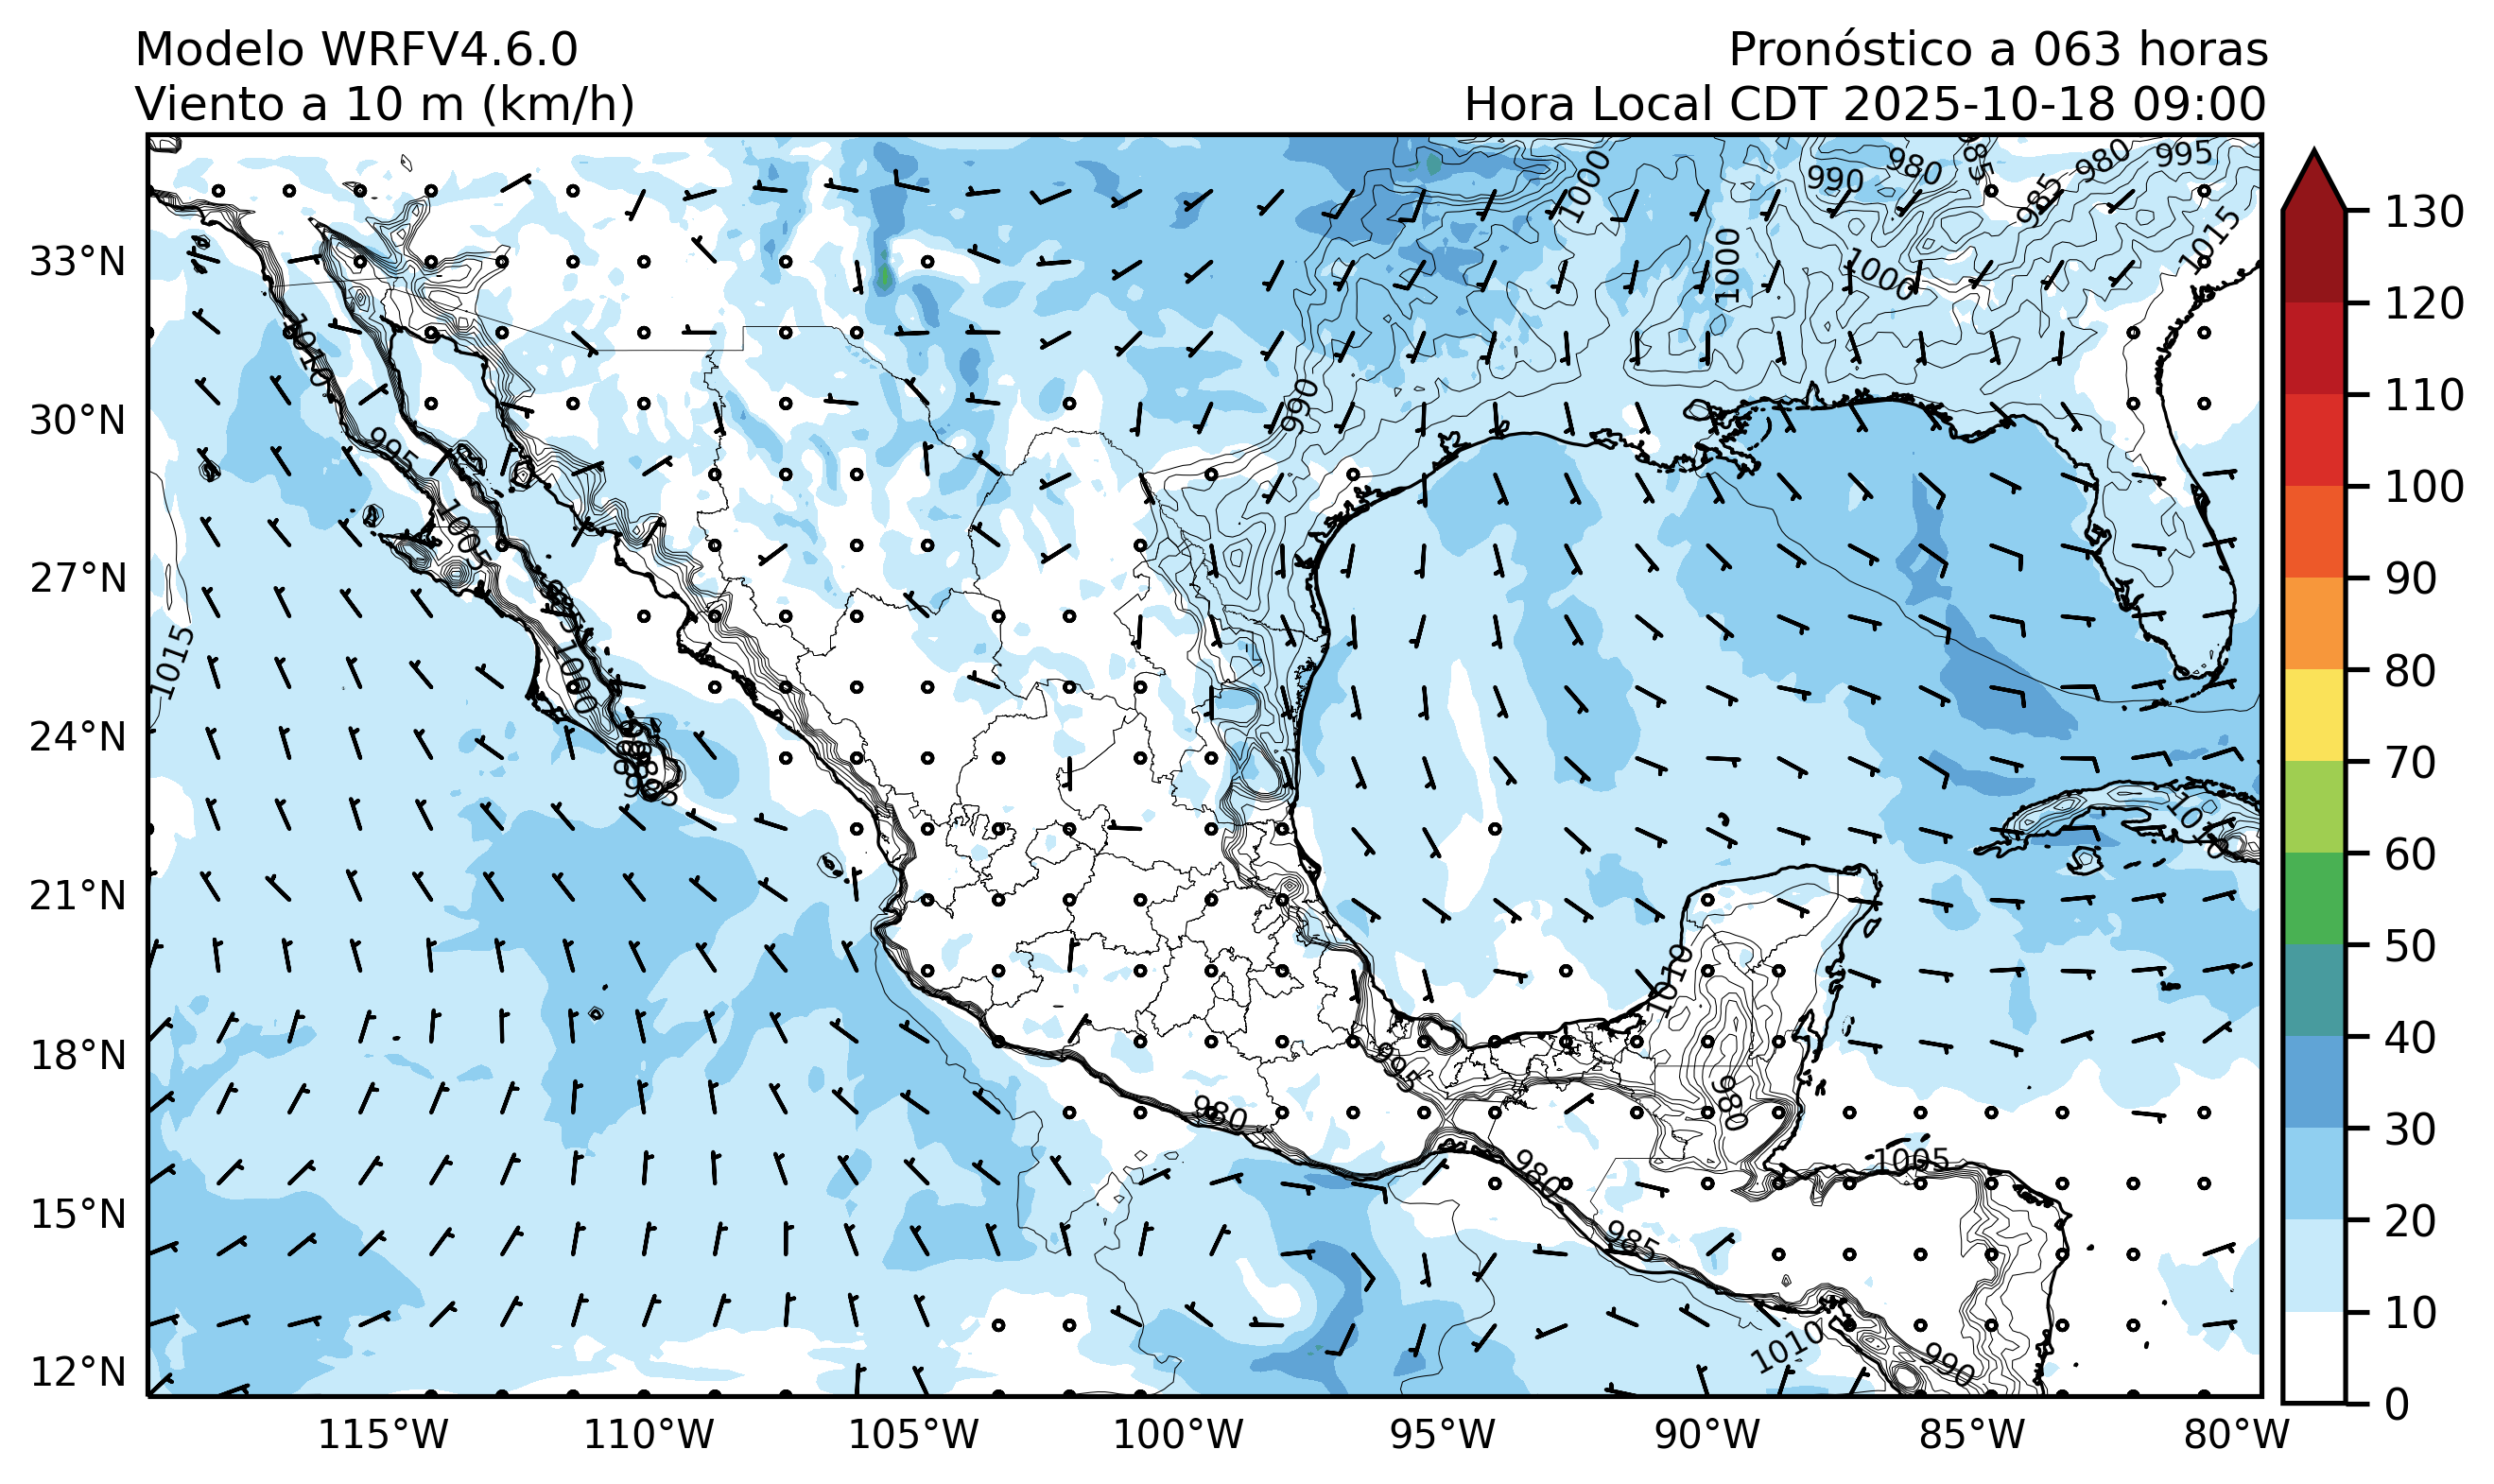 Modelo WRFV4.6.0
Pronóstico a 063 horas
Viento a 10 m (km/h)
Hora Local CDT 2025-10-18 09:00
33°N
30°N
27°N
24°N
21°N
18°N
15°N
12°N
115°W
110°W
105°W
100°W
95°W
90°W
85°W
80°W
130
120
110
100
90
80
70
60
50
40
30
20
10
0
1000
990
980
985
980
995
985
1015
1000
1000
1010
990
995
1005
1015
1000
1010
1010
995
980
980
1005
980
985
1010
990